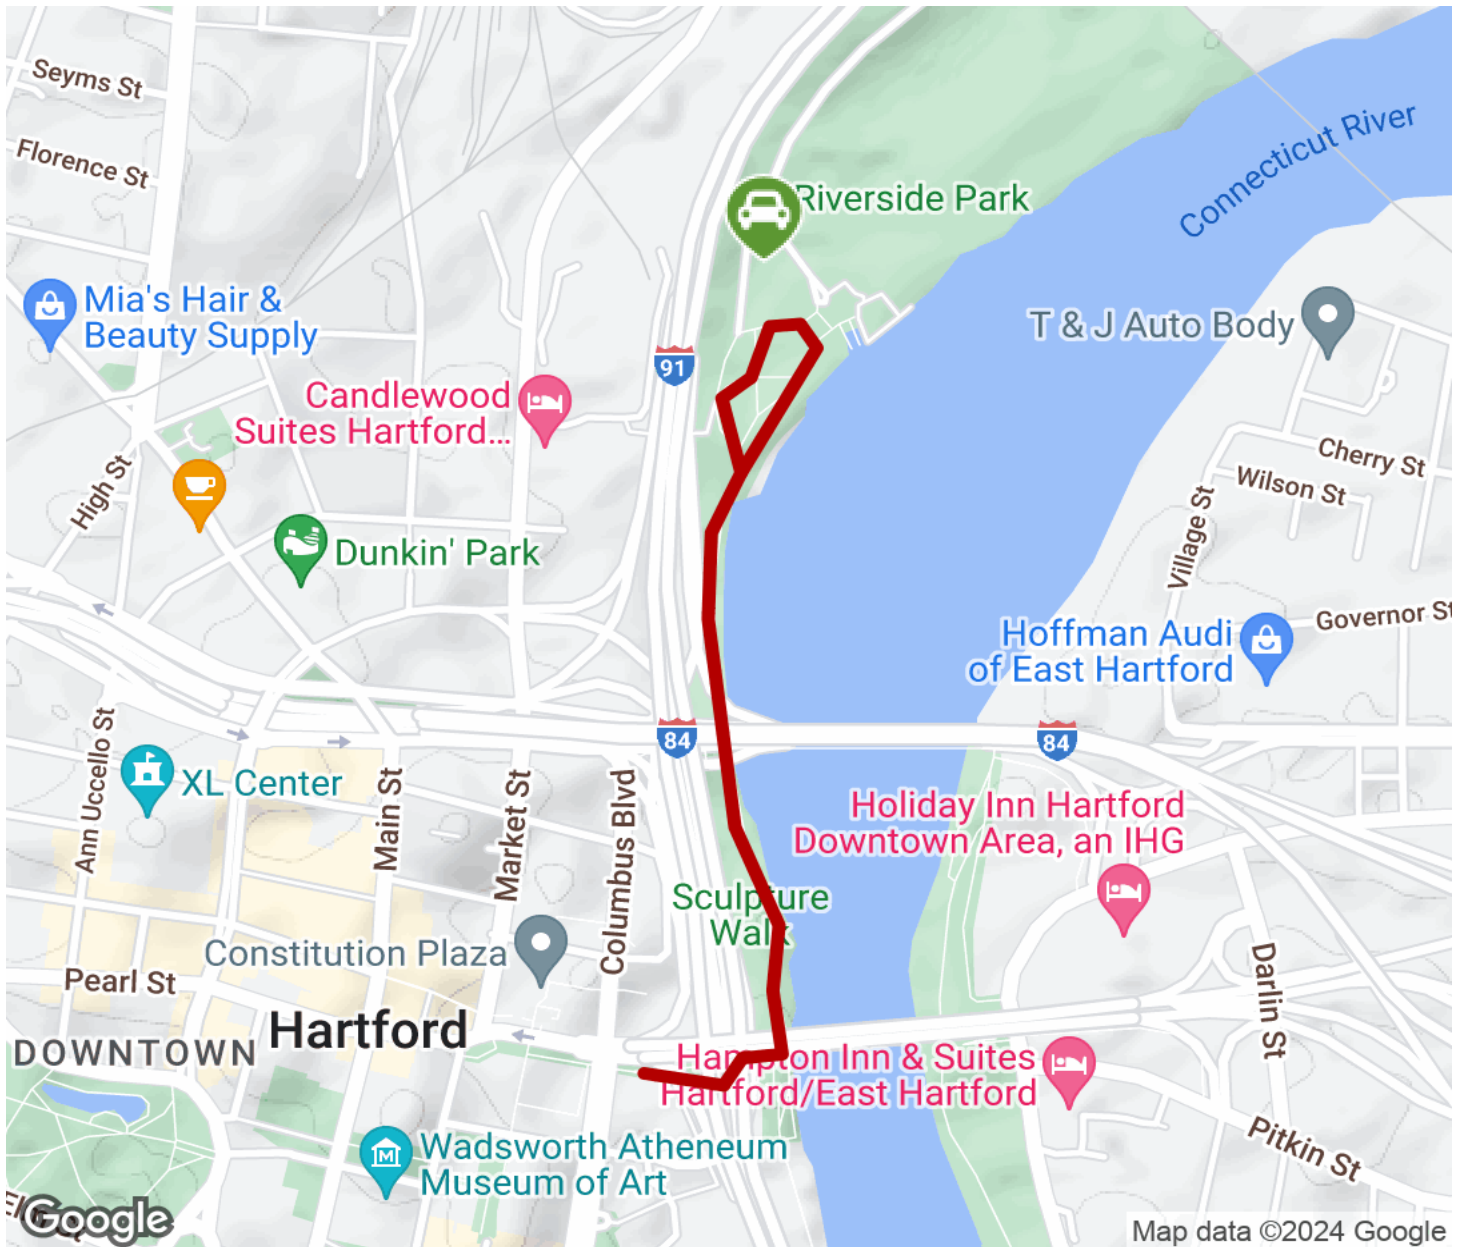 Seyms St
Florence St
Connecticut River
Riverside Park
Mia's Hair &
Beauty Supply
T & J Auto Body
91
Candlewood
Suites Hartford...
High St
Cherry St
Wilson St
Village St
Dunkin' Park
Governor St
Hoffman Audi
of East Hartford
Ann Uccello St
84
84
XL Center
Main St
Market St
Columbus Blvd
Holiday Inn Hartford
Downtown Area, an IHG
Sculpture
Walk
Constitution Plaza
Pearl St
Darlin St
Hartford
DOWNTOWN
Hampton Inn & Suites
Hartford/East Hartford
Pitkin St
Wadsworth Atheneum
Museum of Art
M
Google
Map data ©2024 Google